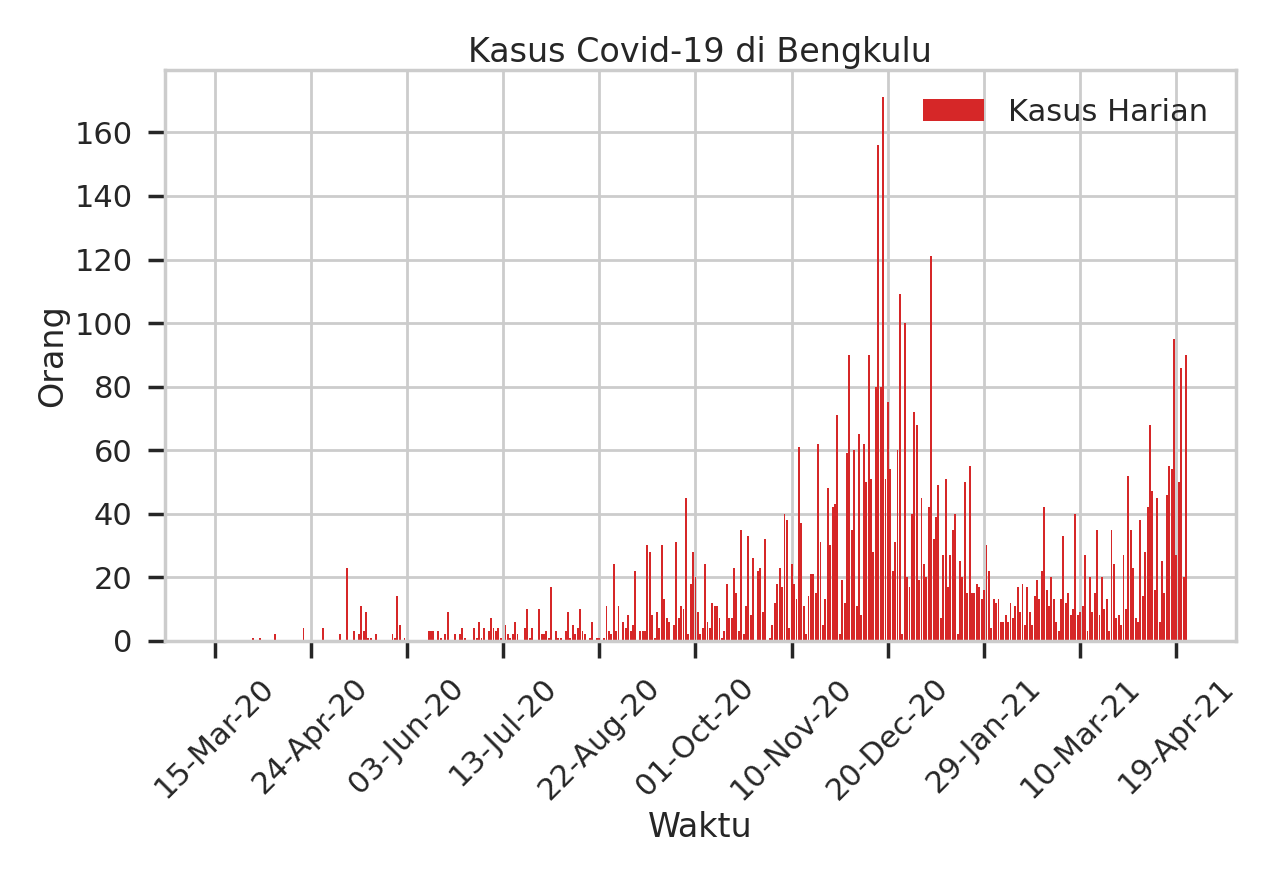 Kasus Covid-19 di Bengkulu
Kasus Harian
Orang
160
140
120
100
80
60
40
20
0
15-Mar-20
24-Apr-20
03-Jun-20
13-Jul-20
22-Aug-20
01-Oct-20
10-Nov-20
20-Dec-20
29-Jan-21
10-Mar-21
19-Apr-21
Waktu